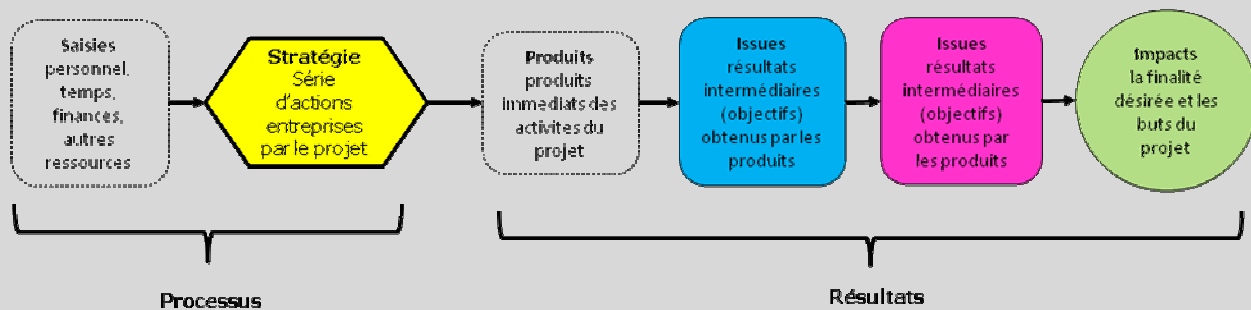 Saisies
personnel,
temps,
finances,
autres
ressources
Stratégie
Série
d'actions
entreprises
par le projet
Produits
produits
immediats des
activites du
projet
Issues
résultats
intermédiaires
(objectifs)
obtenus par les
produits
Issues
résultats
intermédiaires
(objectifs)
obtenus par
les produits
Impacts
la finalité
désirée et les
buts du
projet
Processus
Résultats